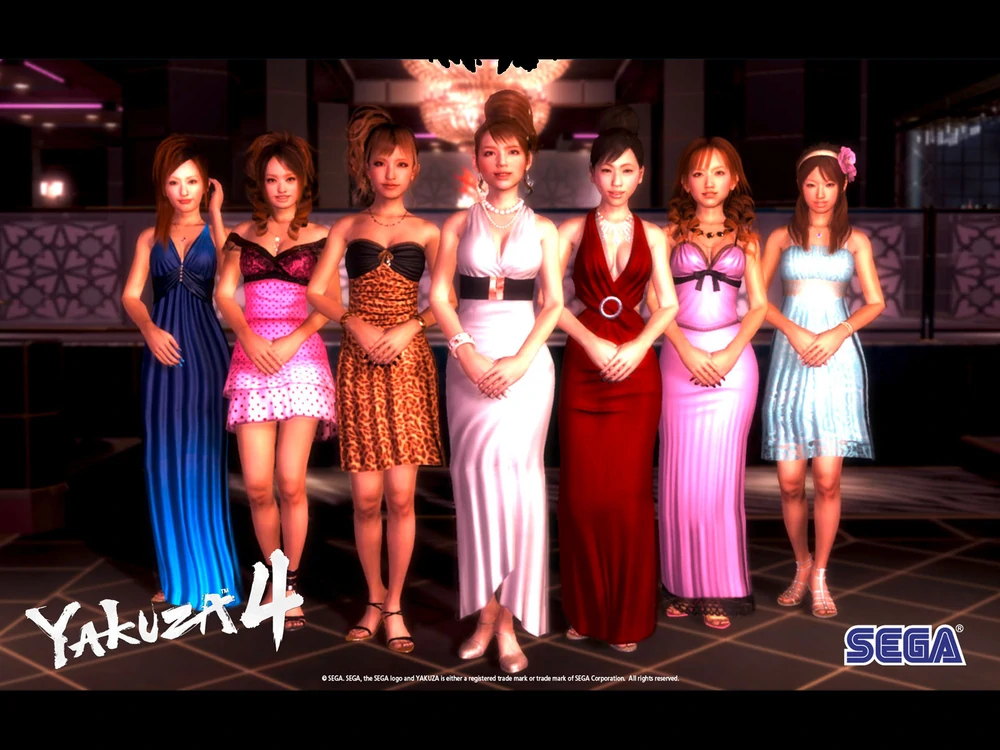 YAKUZA 4™
SEGA®
© SEGA. SEGA, the SEGA logo and YAKUZA is either a registered trade mark or trade mark of SEGA Corporation. All rights reserved.